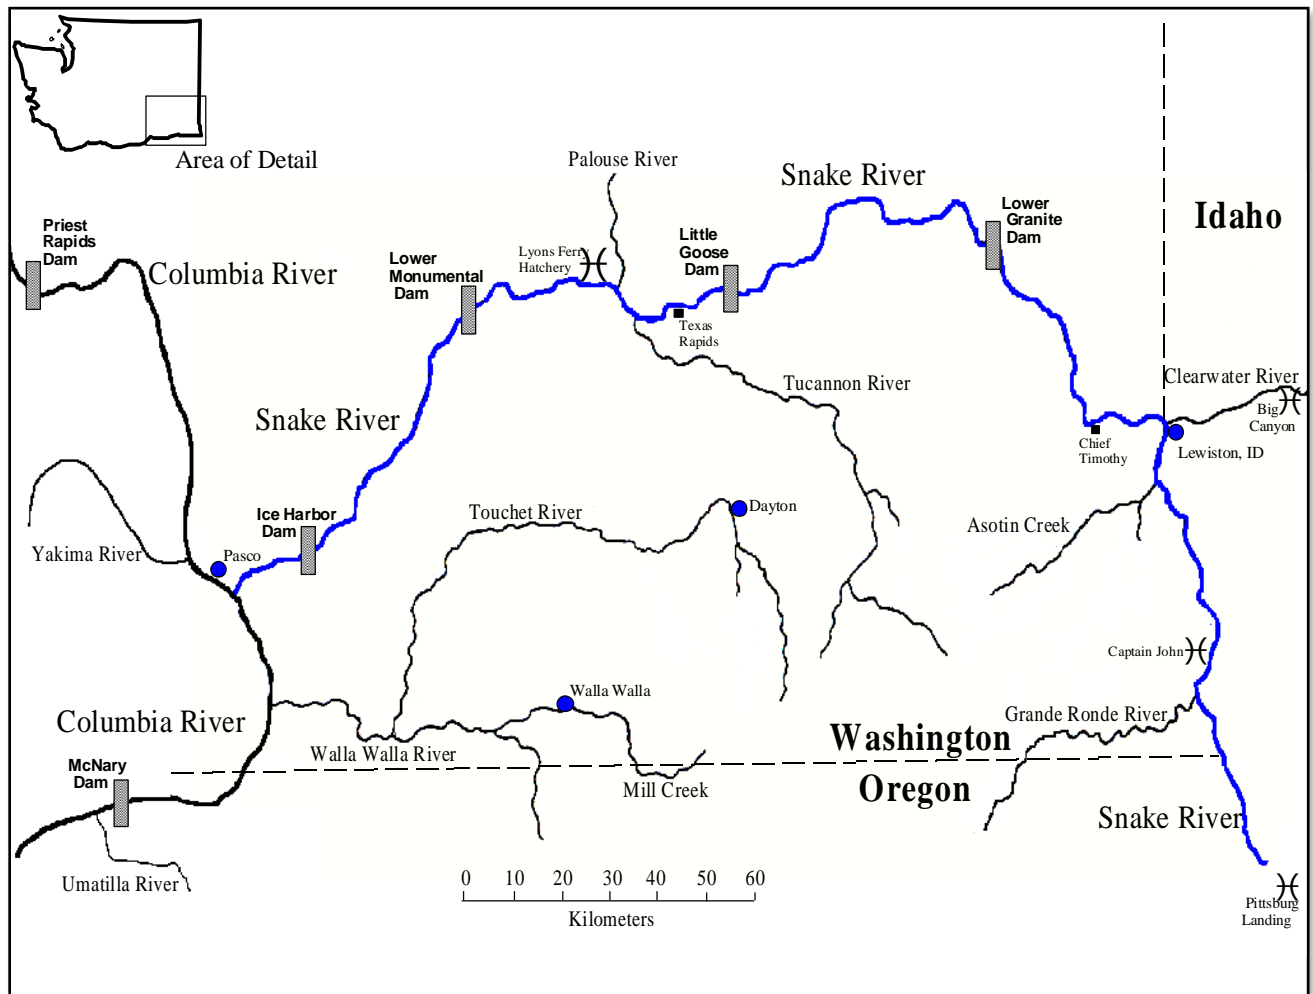 Area of Detail
Palouse River
Snake River
Lower
Granite
Dam
Idaho
Priest
Rapids
Dam
Columbia River
Lower
Monumental
Dam
Lyons Ferry
Hatchery
Little
Goose
Dam
Texas
Rapids
Tucannon River
Clearwater River
Big
Canyon
Snake River
Chief
Timothy
Lewiston, ID
Ice Harbor
Dam
Touchet River
Dayton
Asotin Creek
Yakima River
Pasco
Captain John
Walla Walla
Columbia River
Grande Ronde River
Walla Walla River
Washington
McNary
Dam
Mill Creek
Oregon
Snake River
Umatilla River
0 10 20 30 40 50 60
Kilometers
Pittsburg
Landing